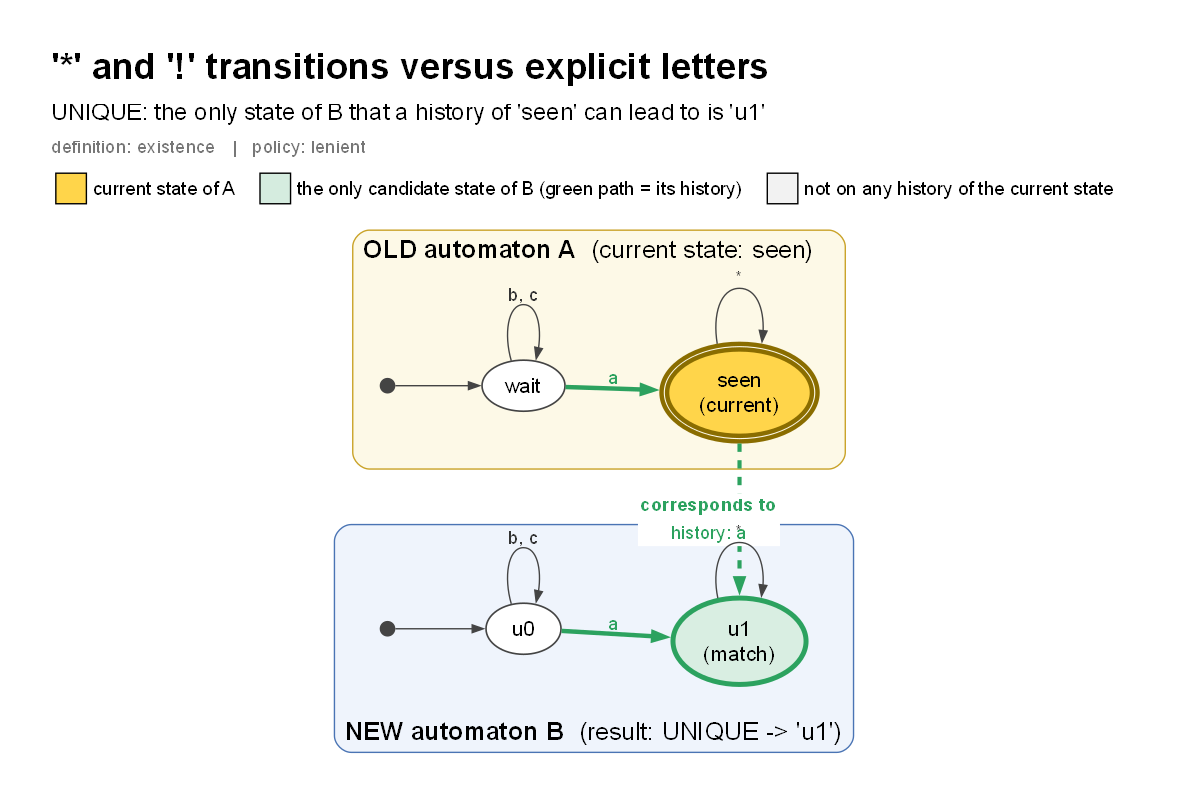 '*' and '!' transitions versus explicit letters
UNIQUE: the only state of B that a history of 'seen' can lead to is 'u1'
definition: existence | policy: lenient
current state of A
the only candidate state of B (green path = its history)
not on any history of the current state
OLD automaton A (current state: seen)
*
b, c
wait
a
seen
(current)
corresponds to
history: a
*
b, c
u0
a
u1
(match)
NEW automaton B (result: UNIQUE -> 'u1')